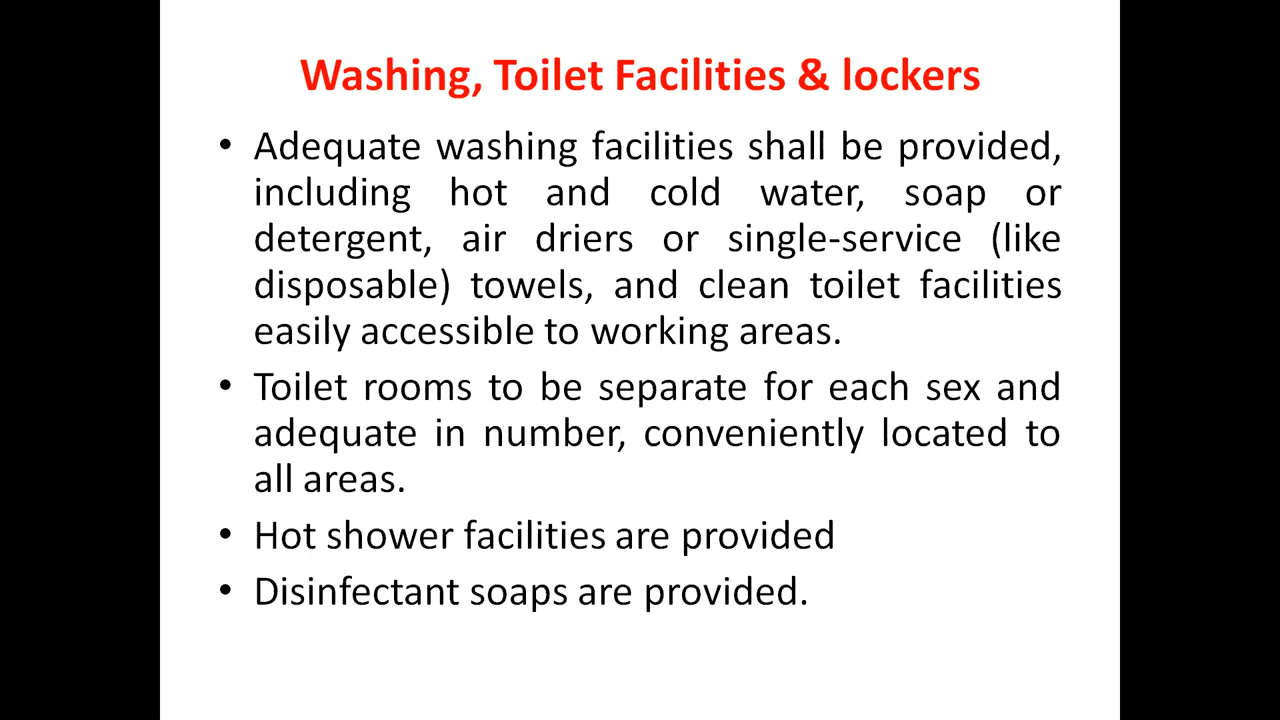 Washing, Toilet Facilities & lockers
• Adequate washing facilities shall be provided,
including hot and cold water, soap or
detergent, air driers or single-service (like
disposable) towels, and clean toilet facilities
easily accessible to working areas.
• Toilet rooms to be separate for each sex and
adequate in number, conveniently located to
all areas.
• Hot shower facilities are provided
• Disinfectant soaps are provided.